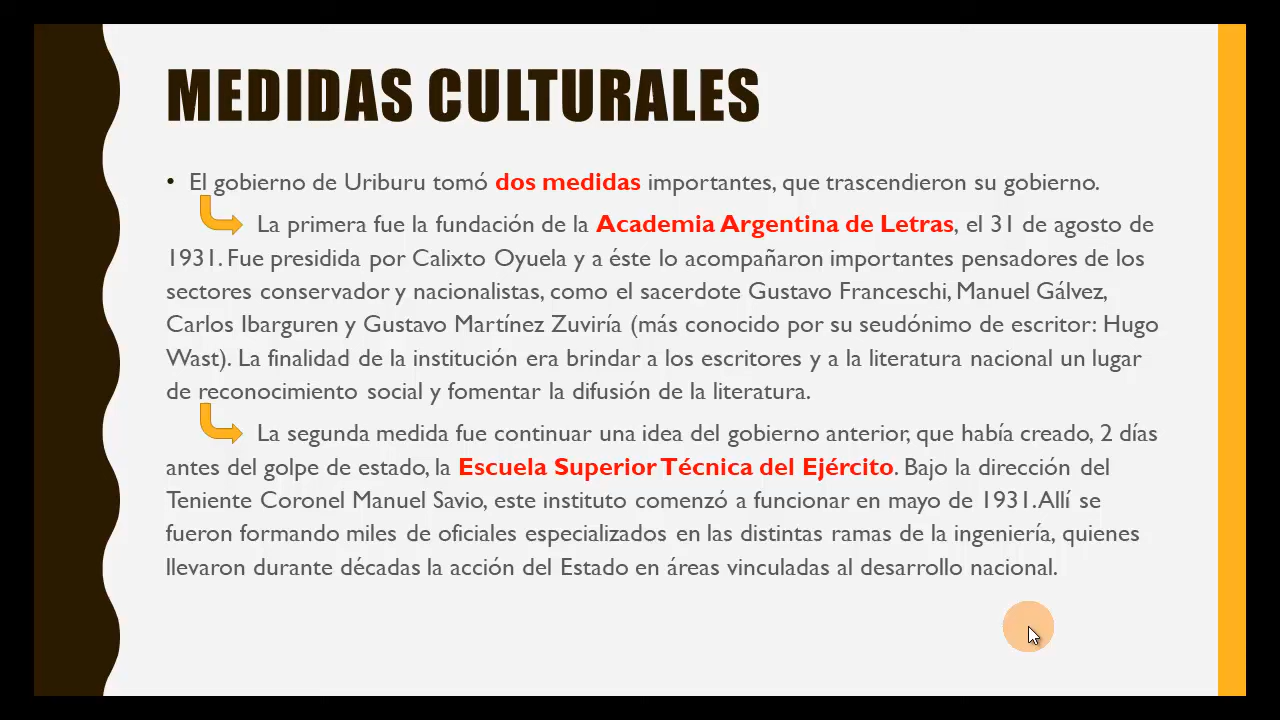 MEDIDAS CULTURALES
• El gobierno de Uriburu tomó dos medidas importantes, que trascendieron su gobierno.
La primera fue la fundación de la Academia Argentina de Letras, el 31 de agosto de
1931. Fue presidida por Calixto Oyuela y a éste lo acompañaron importantes pensadores de los
sectores conservador y nacionalistas, como el sacerdote Gustavo Franceschi, Manuel Gálvez,
Carlos Ibarguren y Gustavo Martínez Zuviría (más conocido por su seudónimo de escritor: Hugo
Wast). La finalidad de la institución era brindar a los escritores y a la literatura nacional un lugar
de reconocimiento social y fomentar la difusión de la literatura.
La segunda medida fue continuar una idea del gobierno anterior, que había creado, 2 días
antes del golpe de estado, la Escuela Superior Técnica del Ejército. Bajo la dirección del
Teniente Coronel Manuel Savio, este instituto comenzó a funcionar en mayo de 1931. Allí se
fueron formando miles de oficiales especializados en las distintas ramas de la ingeniería, quienes
llevaron durante décadas la acción del Estado en áreas vinculadas al desarrollo nacional.